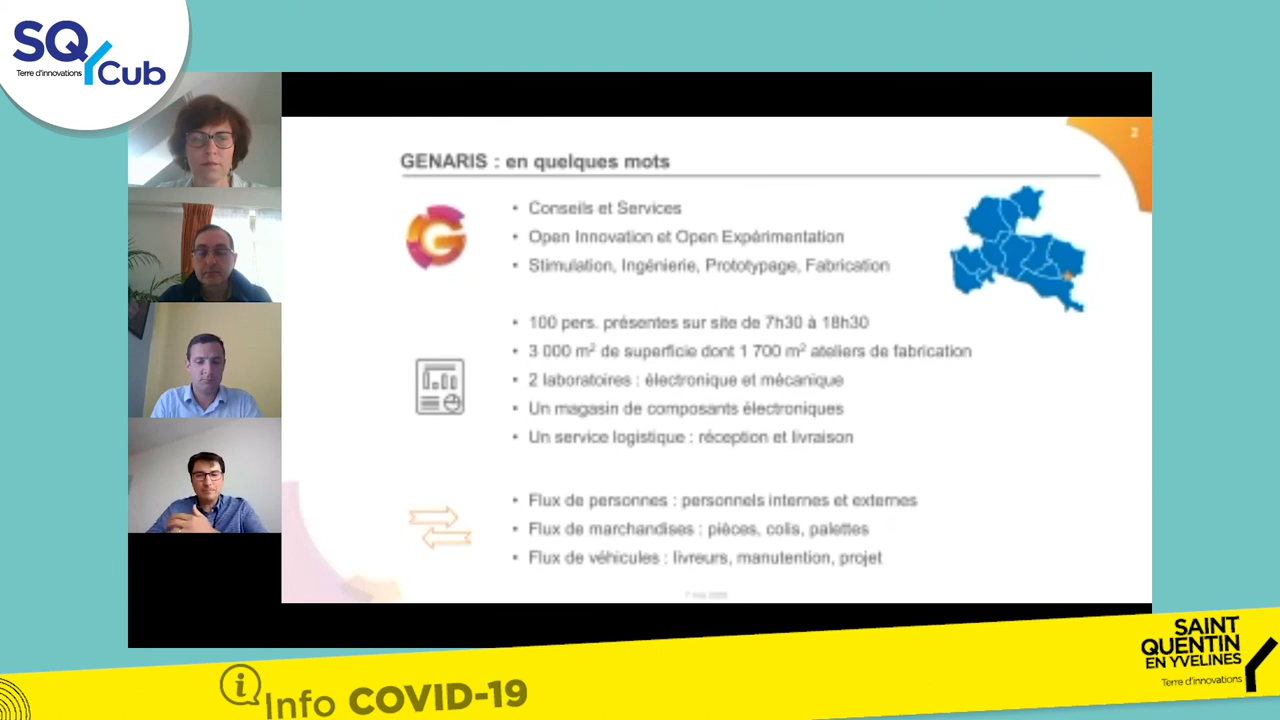 SQY Cub
Terre d'innovations
2
GENARIS : en quelques mots
• Conseils et Services
• Open Innovation et Open Expérimentation
• Stimulation, Ingénierie, Prototypage, Fabrication
• 100 pers. présentes sur site de 7h30 à 18h30
• 3 000 m² de superficie dont 1 700 m² ateliers de fabrication
• 2 laboratoires : électronique et mécanique
• Un magasin de composants électroniques
• Un service logistique : réception et livraison
• Flux de personnes : personnels internes et externes
• Flux de marchandises : pièces, colis, palettes
• Flux de véhicules : livreurs, manutention, projet
i Info COVID-19
SAINT
QUENTIN
EN YVELINES
Terre d'innovations